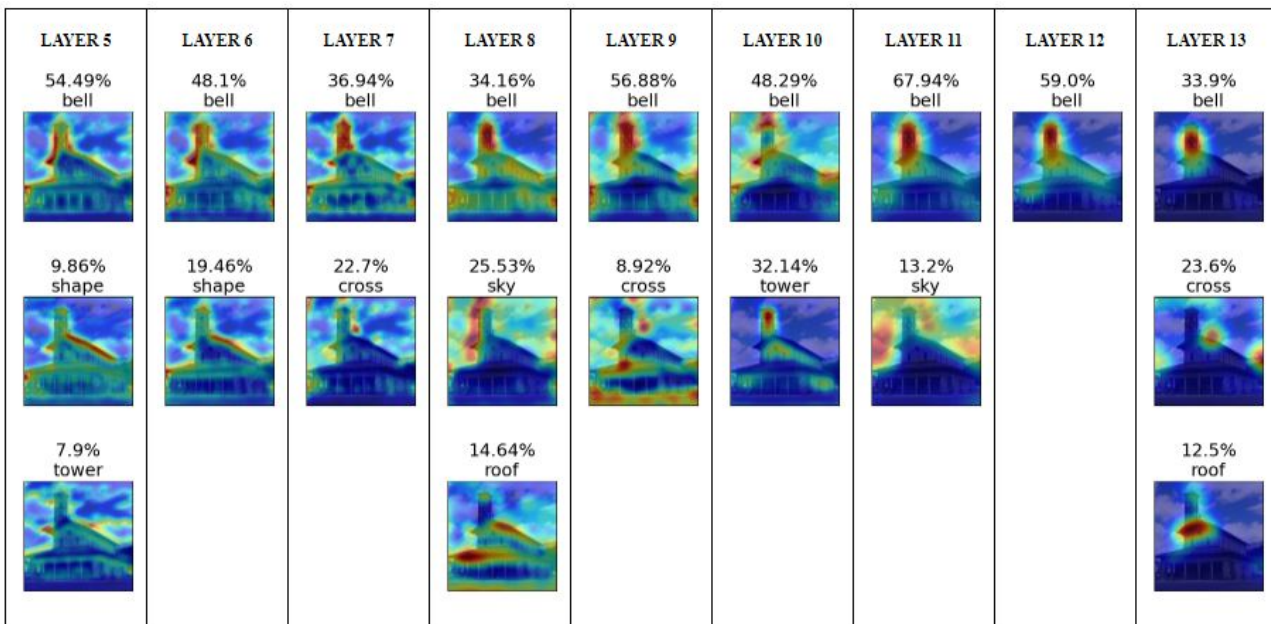 LAYER 5 LAYER 6 LAYER 7 LAYER 8 LAYER 9 LAYER 10 LAYER 11 LAYER 12 LAYER 13
54.49% 48.1% 36.94% 34.16% 56.88% 48.29% 67.94% 59.0% 33.9%
bell bell bell bell bell bell bell bell bell
9.86% 19.46% 22.7% 25.53% 8.92% 32.14% 13.2% 23.6%
shape shape cross sky cross tower sky cross
7.9% 14.64% 12.5%
tower roof roof